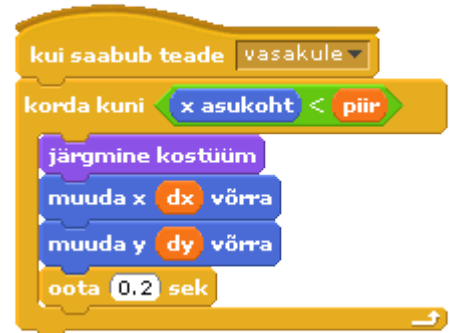 kui saabub teade vasakule
korda kuni x asukoht < piir
järgmine kostüüm
muuda x dx võrra
muuda y dy võrra
oota 0.2 sek